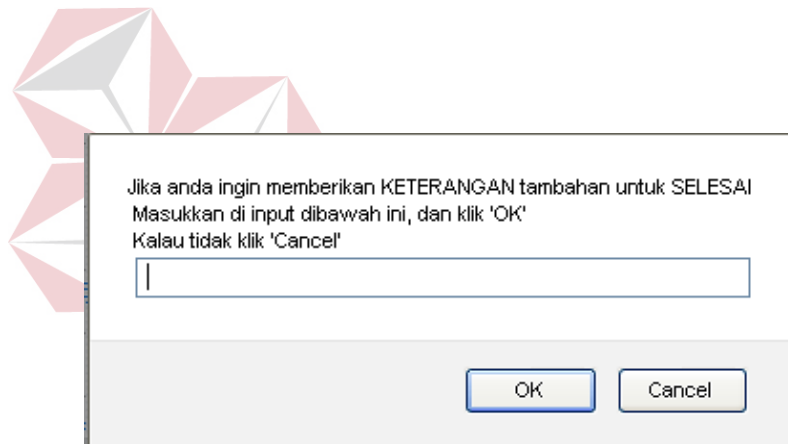 Jika anda ingin memberikan KETERANGAN tambahan untuk SELESAI
Masukkan di input dibawah ini, dan klik 'OK'
Kalau tidak klik 'Cancel'
OK
Cancel